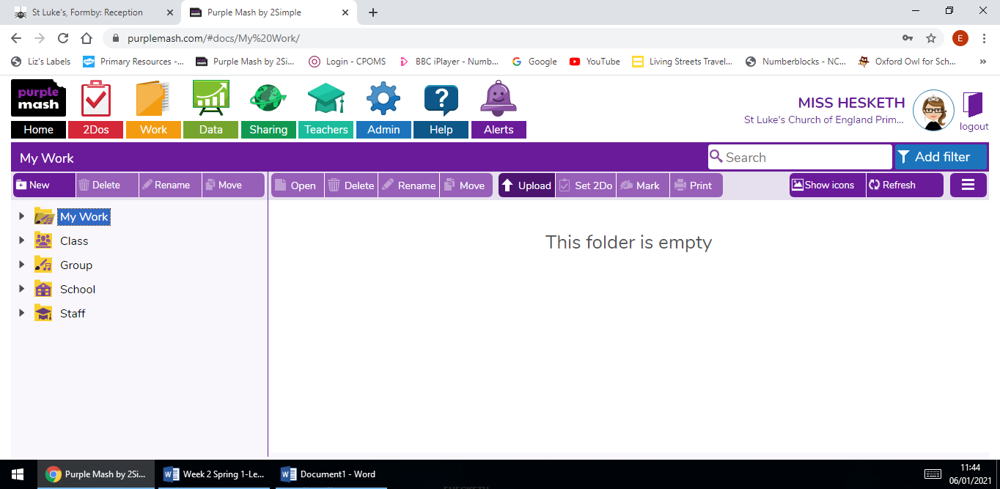 St Luke's, Formby: Reception
Purple Mash by 2Simple
purplemash.com/#docs/My%20Work/
E
Liz's Labels
Primary Resources -...
Purple Mash by 2Si...
Login - CPOMS
BBC iPlayer - Numb...
Google
YouTube
Living Streets Travel...
Numberblocks - NC...
Oxford Owl for Sch...
»
purple
mash
Home
2Dos
Work
Data
Sharing
Teachers
Admin
?
Help
Alerts
MISS HESKETH
St Luke's Church of England Prim...
logout
My Work
Search
Add filter
New
Delete
Rename
Move
Open
Delete
Rename
Move
Upload
Set 2Do
Mark
Print
Show icons
Refresh
My Work
Class
Group
School
Staff
This folder is empty
Purple Mash by 2Si...
Week 2 Spring 1-Le...
Document1 - Word
11:44
06/01/2021